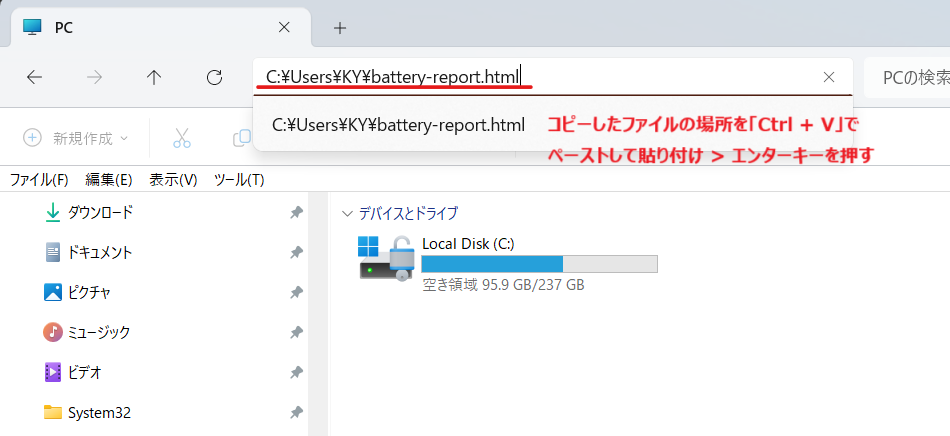 PC
C:¥Users¥KY¥battery-report.html
PCの検索
C:¥Users¥KY¥battery-report.html
コピーしたファイルの場所を「Ctrl + V」で
ペーストして貼り付け > エンターキーを押す
新規作成
ファイル(F) 編集(E) 表示(V) ツール(T)
ダウンロード
ドキュメント
ピクチャ
ミュージック
ビデオ
System32
デバイスとドライブ
Local Disk (C:)
空き領域 95.9 GB/237 GB